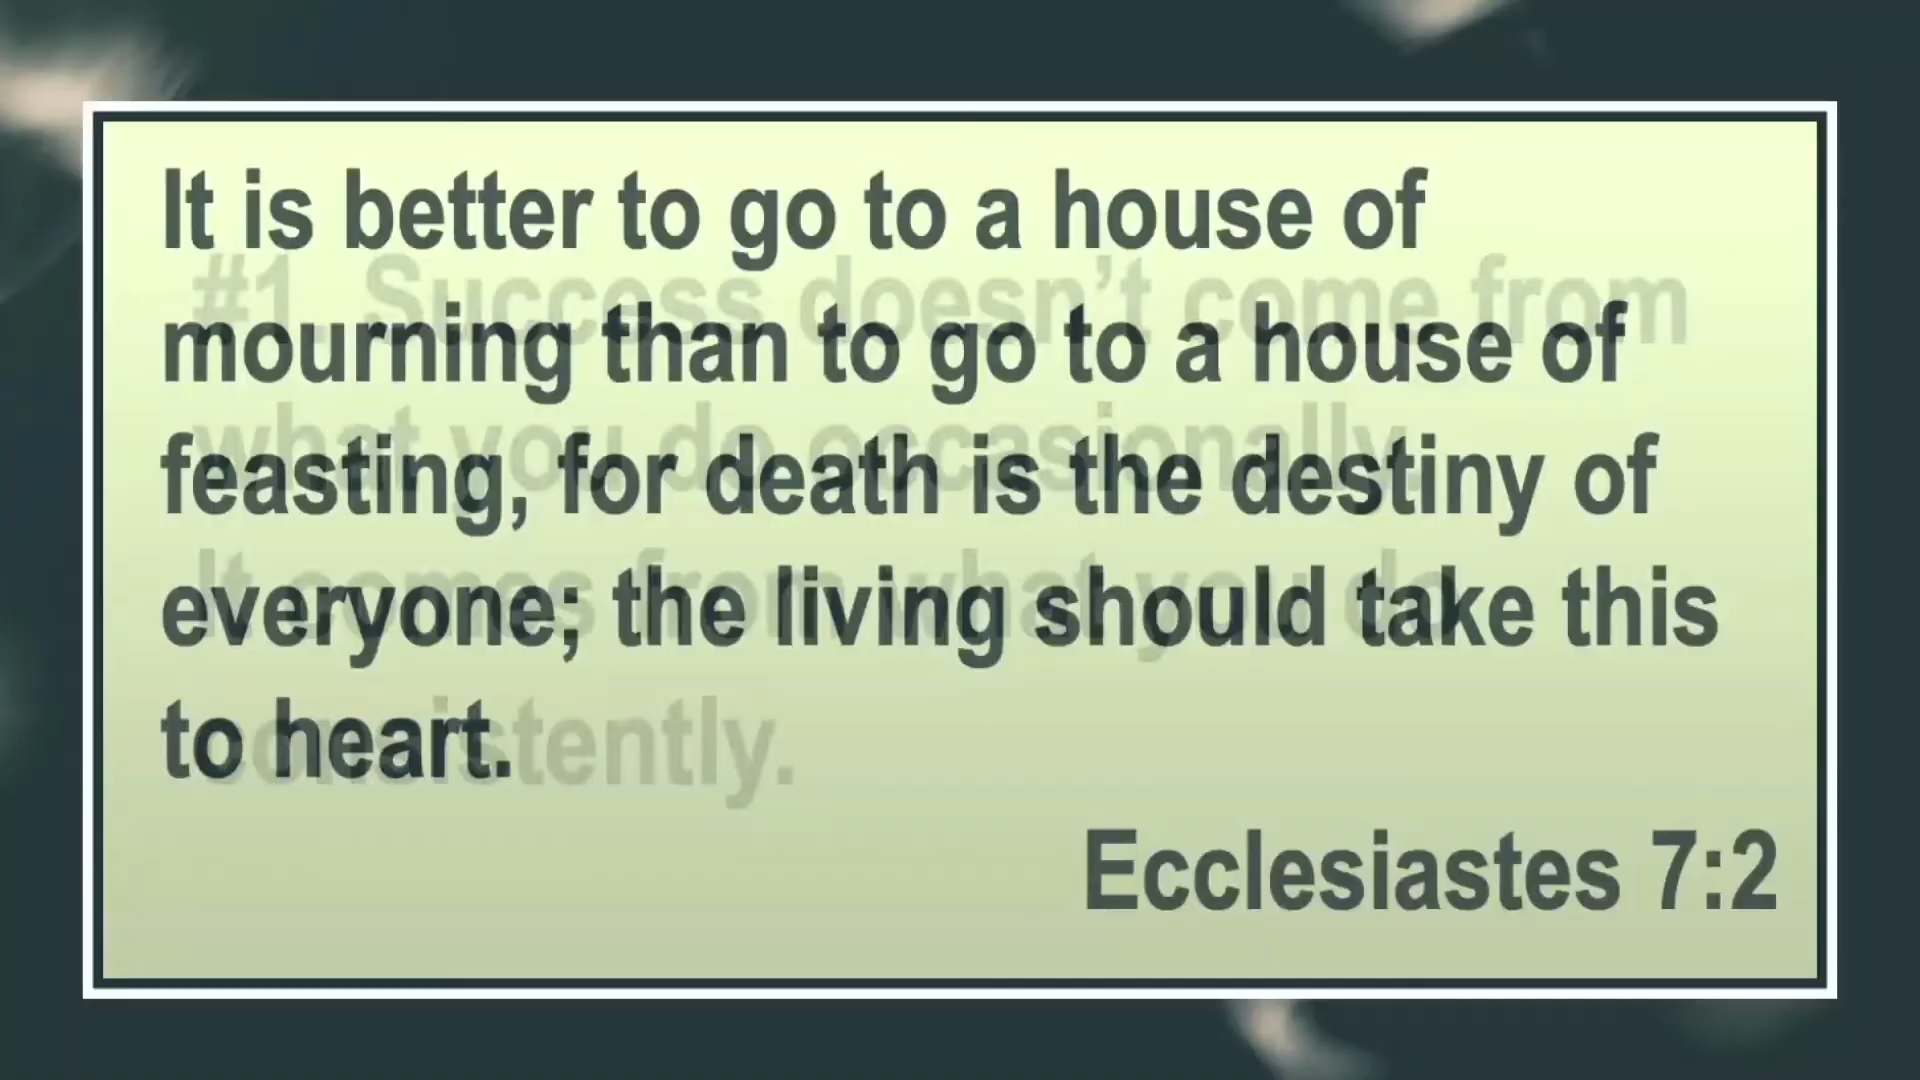 It is better to go to a house of
mourning than to go to a house of
feasting, for death is the destiny of
everyone; the living should take this
to heart.
Ecclesiastes 7:2
#1. Success doesn’t come from
what you do occasionally.
It comes from what you do
consistently.